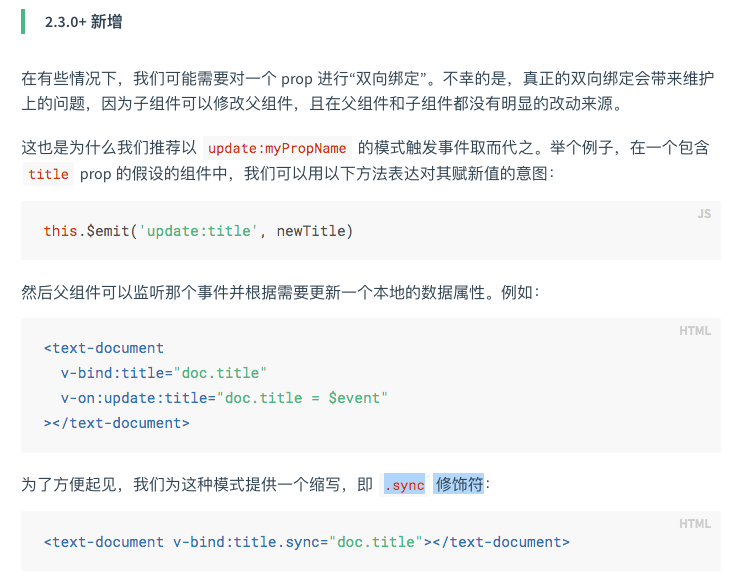 2.3.0+ 新增
在有些情况下，我们可能需要对一个 prop 进行“双向绑定”。不幸的是，真正的双向绑定会带来维护
上的问题，因为子组件可以修改父组件，且在父组件和子组件都没有明显的改动来源。
这也是为什么我们推荐以 update:myPropName 的模式触发事件取而代之。举个例子，在一个包含
title prop 的假设的组件中，我们可以用以下方法表达对其赋新值的意图：
JS
this.$emit('update:title', newTitle)
然后父组件可以监听那个事件并根据需要更新一个本地的数据属性。例如：
HTML
<text-document
  v-bind:title="doc.title"
  v-on:update:title="doc.title = $event"
></text-document>
为了方便起见，我们为这种模式提供一个缩写，即 .sync 修饰符：
HTML
<text-document v-bind:title.sync="doc.title"></text-document>